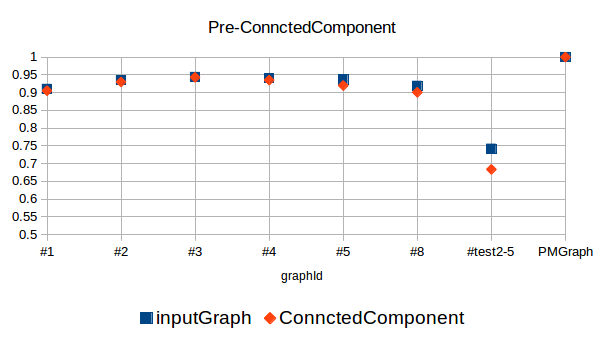 Pre-ConnctedComponent
1
0.95
0.9
0.85
0.8
0.75
0.7
0.65
0.6
0.55
0.5
#1 #2 #3 #4 #5 #8 #test2-5 PMGraph
graphId
inputGraph ConnctedComponent